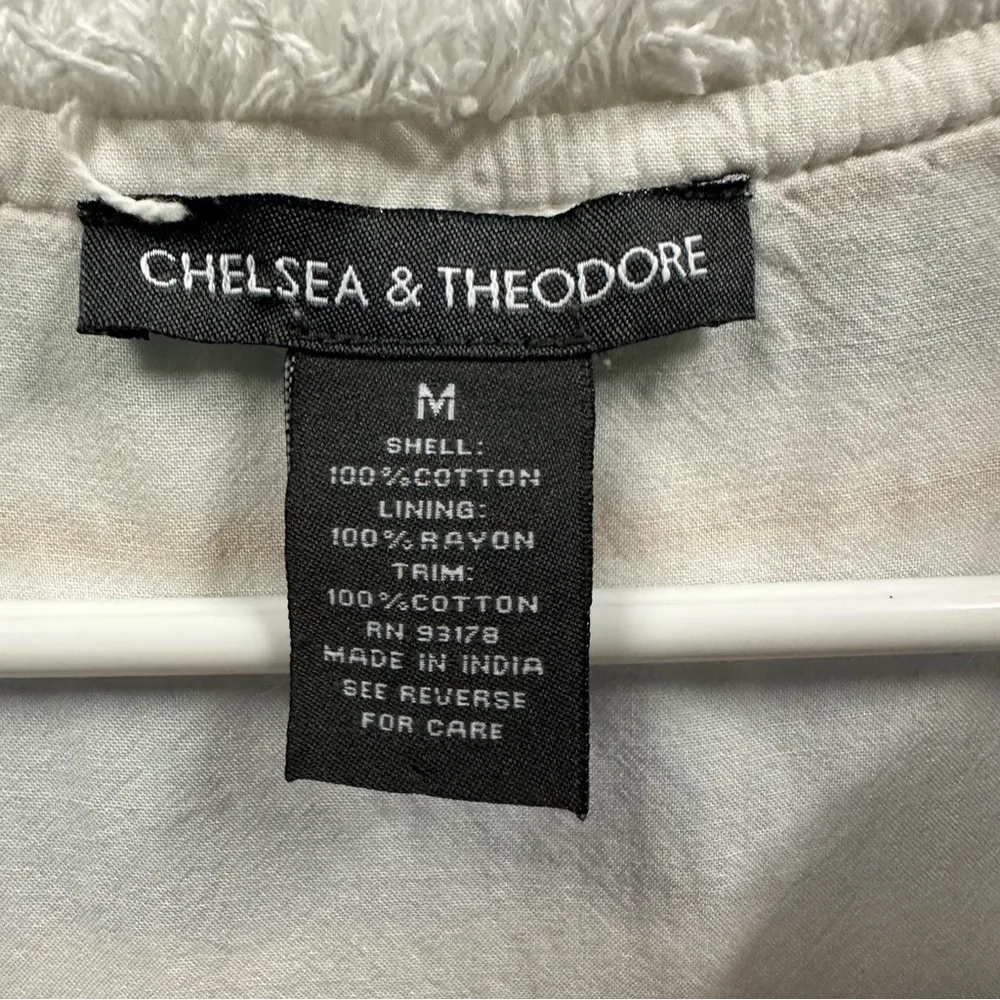 CHELSEA & THEODORE
M
SHELL:
100%COTTON
LINING:
100%RAYON
TRIM:
100%COTTON
RN 93178
MADE IN INDIA
SEE REVERSE
FOR CARE